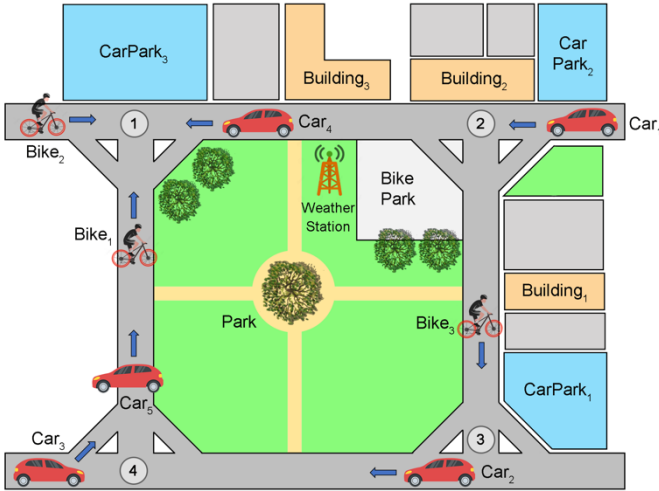 CarPark3
Building3
Building2
Car
Park2
1
Car4
2
Car
Bike2
Bike
Park
Weather
Station
Bike1
Building1
Park
Bike3
CarPark1
Car5
Car3
4
3
Car2